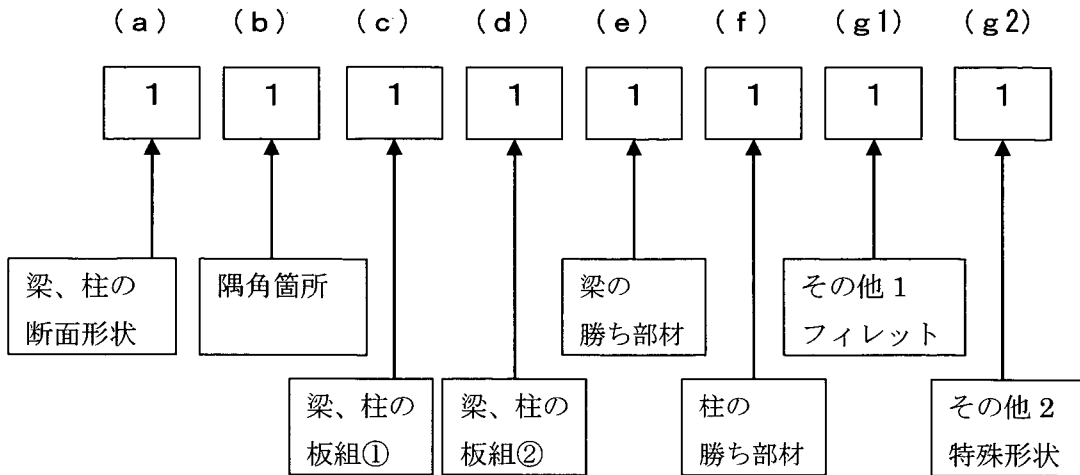 (a) (b) (c) (d) (e) (f) (g1) (g2)
1 1 1 1 1 1 1 1
梁、柱の
断面形状
隅角箇所
梁の
勝ち部材
その他1
フィレット
梁、柱の
板組①
梁、柱の
板組②
柱の
勝ち部材
その他2
特殊形状